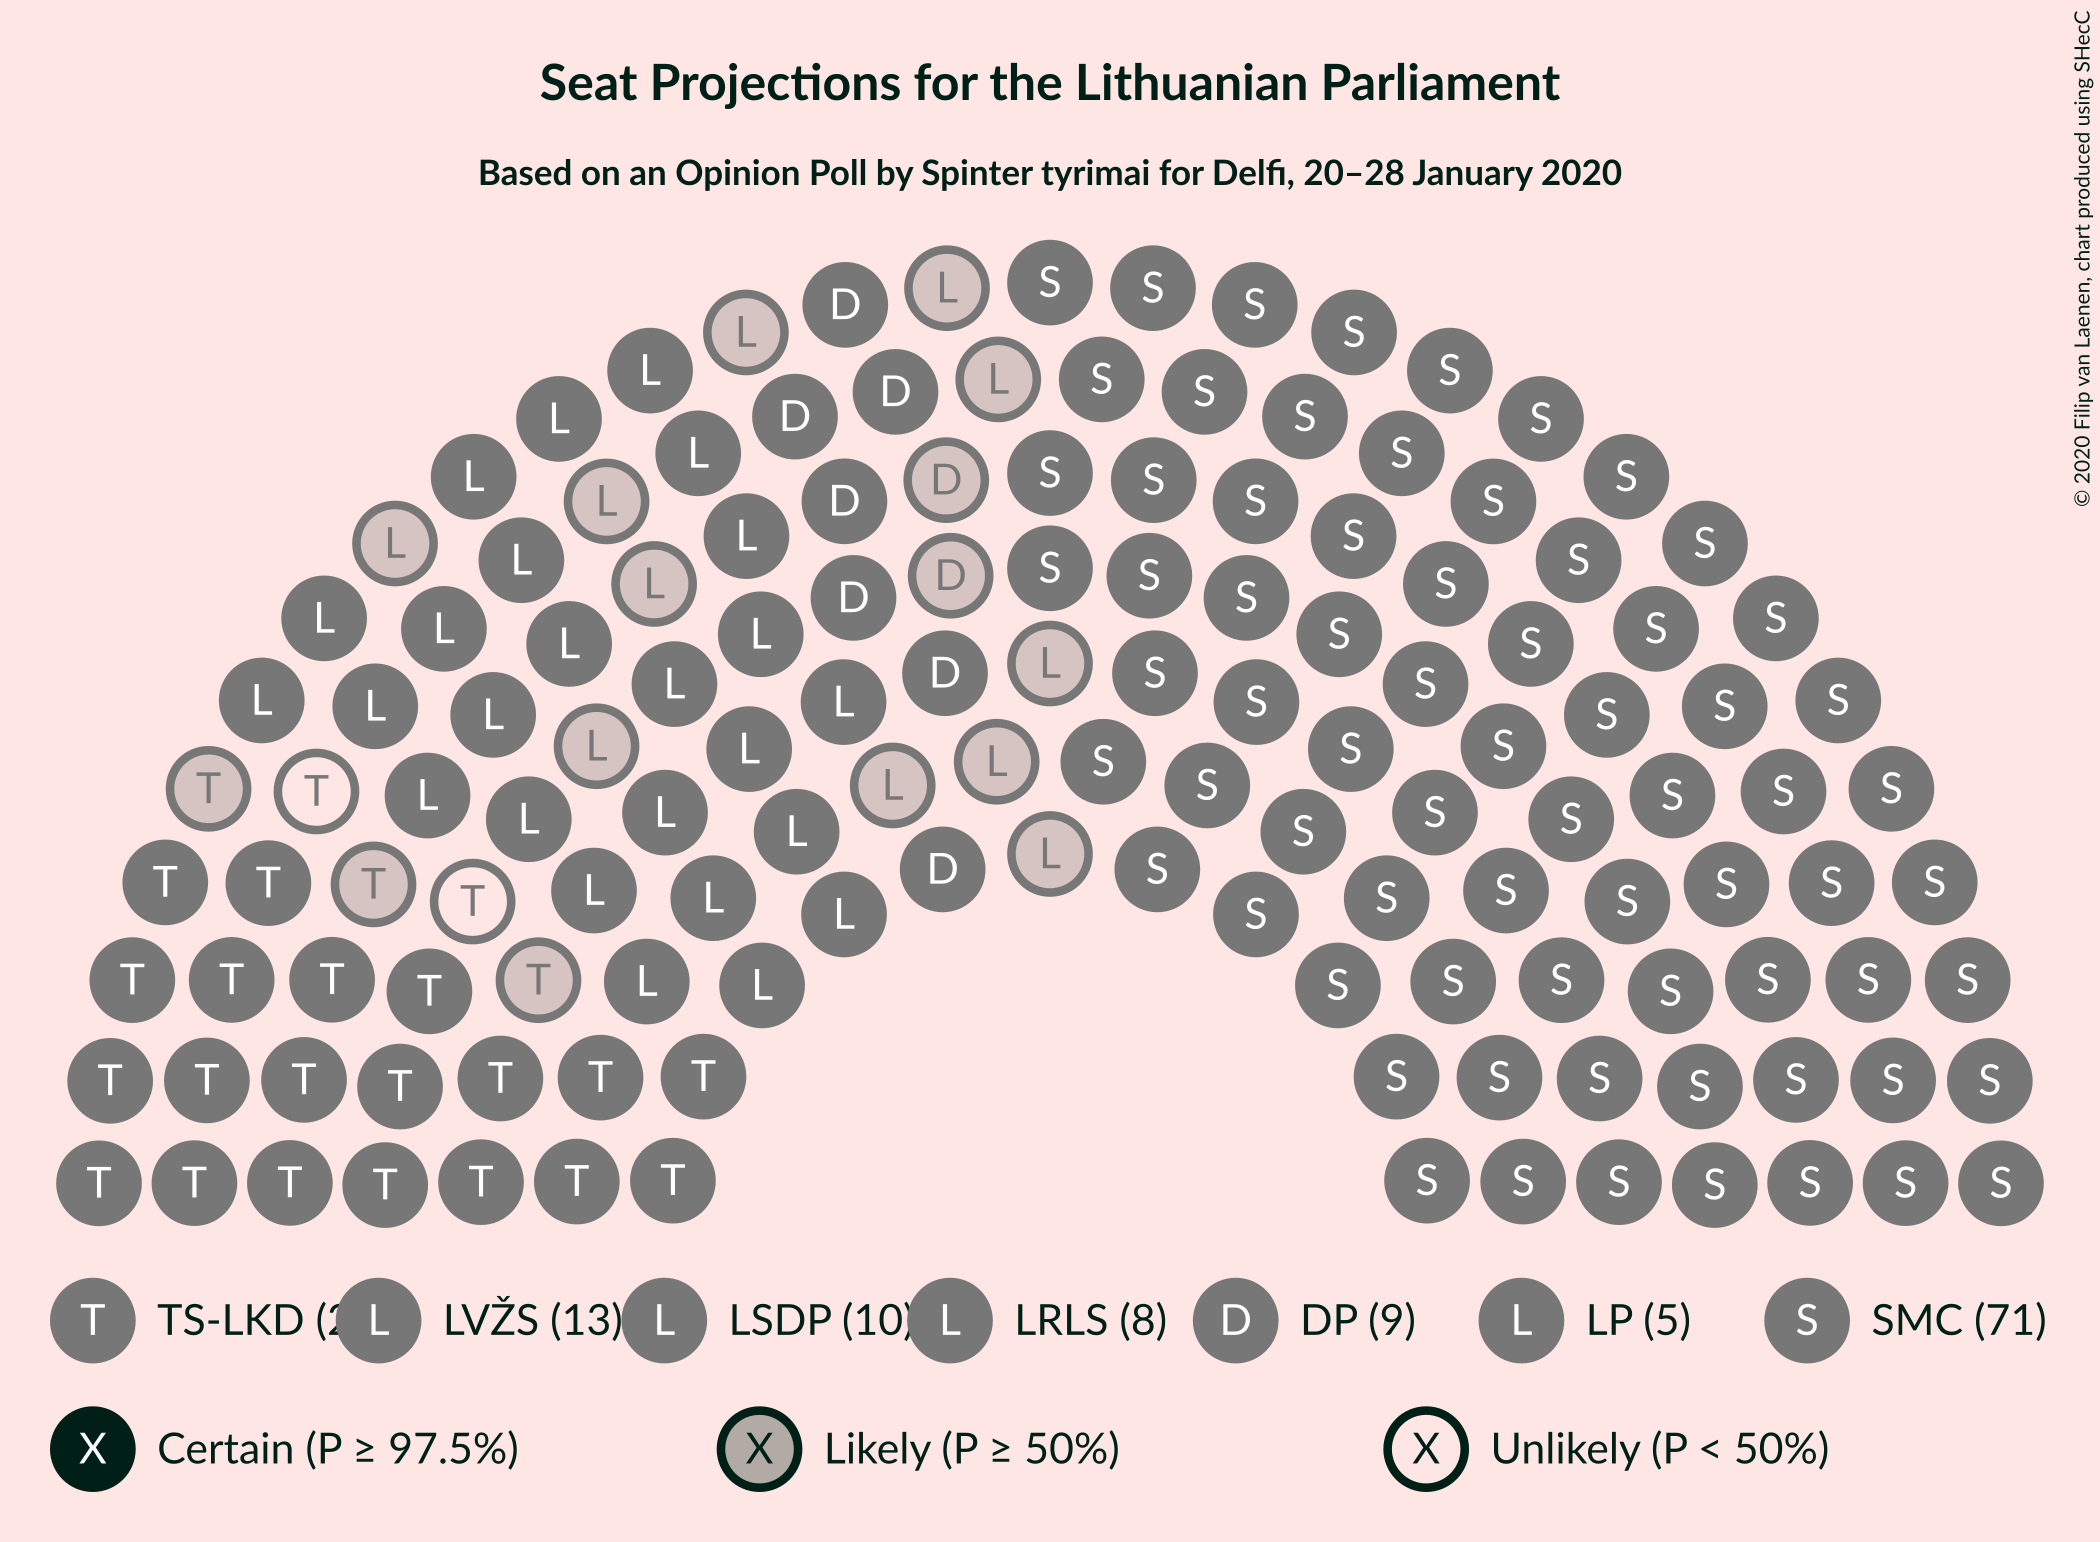 Seat Projections for the Lithuanian Parliament
Based on an Opinion Poll by Spinter tyrimai for Delfi, 20–28 January 2020
© 2020 Filip van Laenen, chart produced using SHecC
L D L S S S S
L L D D L S S S S S
L L L L D D S S S S S S S
L L L L L D D S S S S S S S
L L L L L L D L S S S S S S S S
T T L L L L L L L S S S S S S S S S
T T T T L L L D L S S S S S S S S
T T T T T L L S S S S S S S
T T T T T T T S S S S S S S
T T T T T T T S S S S S S S
T TS-LKD (2 L LVŽS (13) L LSDP (10) L LRLS (8) D DP (9) L LP (5) S SMC (71)
X Certain (P ≥ 97.5%) X Likely (P ≥ 50%) X Unlikely (P < 50%)